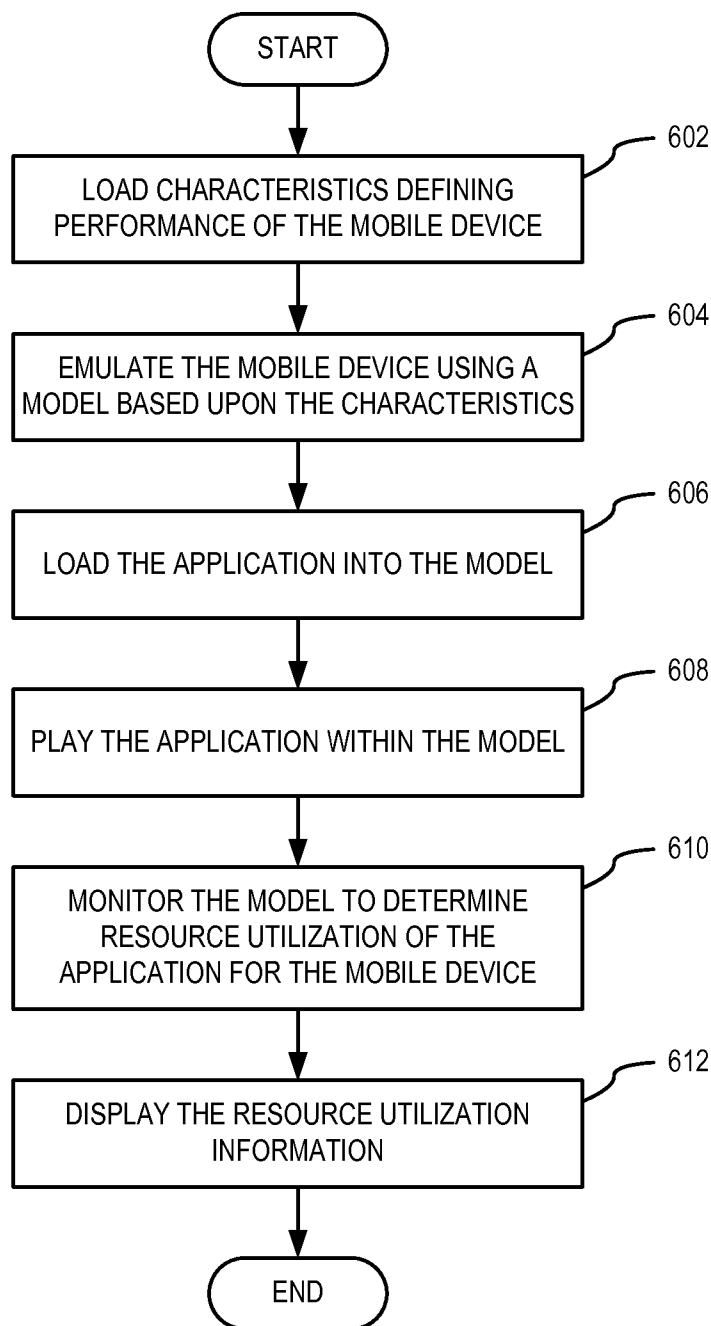 START
602
LOAD CHARACTERISTICS DEFINING
PERFORMANCE OF THE MOBILE DEVICE
604
EMULATE THE MOBILE DEVICE USING A
MODEL BASED UPON THE CHARACTERISTICS
606
LOAD THE APPLICATION INTO THE MODEL
608
PLAY THE APPLICATION WITHIN THE MODEL
610
MONITOR THE MODEL TO DETERMINE
RESOURCE UTILIZATION OF THE
APPLICATION FOR THE MOBILE DEVICE
612
DISPLAY THE RESOURCE UTILIZATION
INFORMATION
END